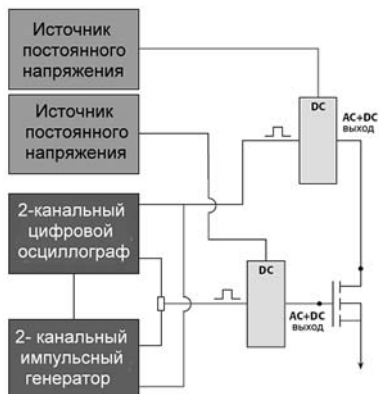 Источник
постоянного
напряжения
Источник
постоянного
напряжения
2-канальный
цифровой
осциллограф
2- канальный
импульсный
генератор
DC
AC+DC
выход
DC
AC+DC
выход